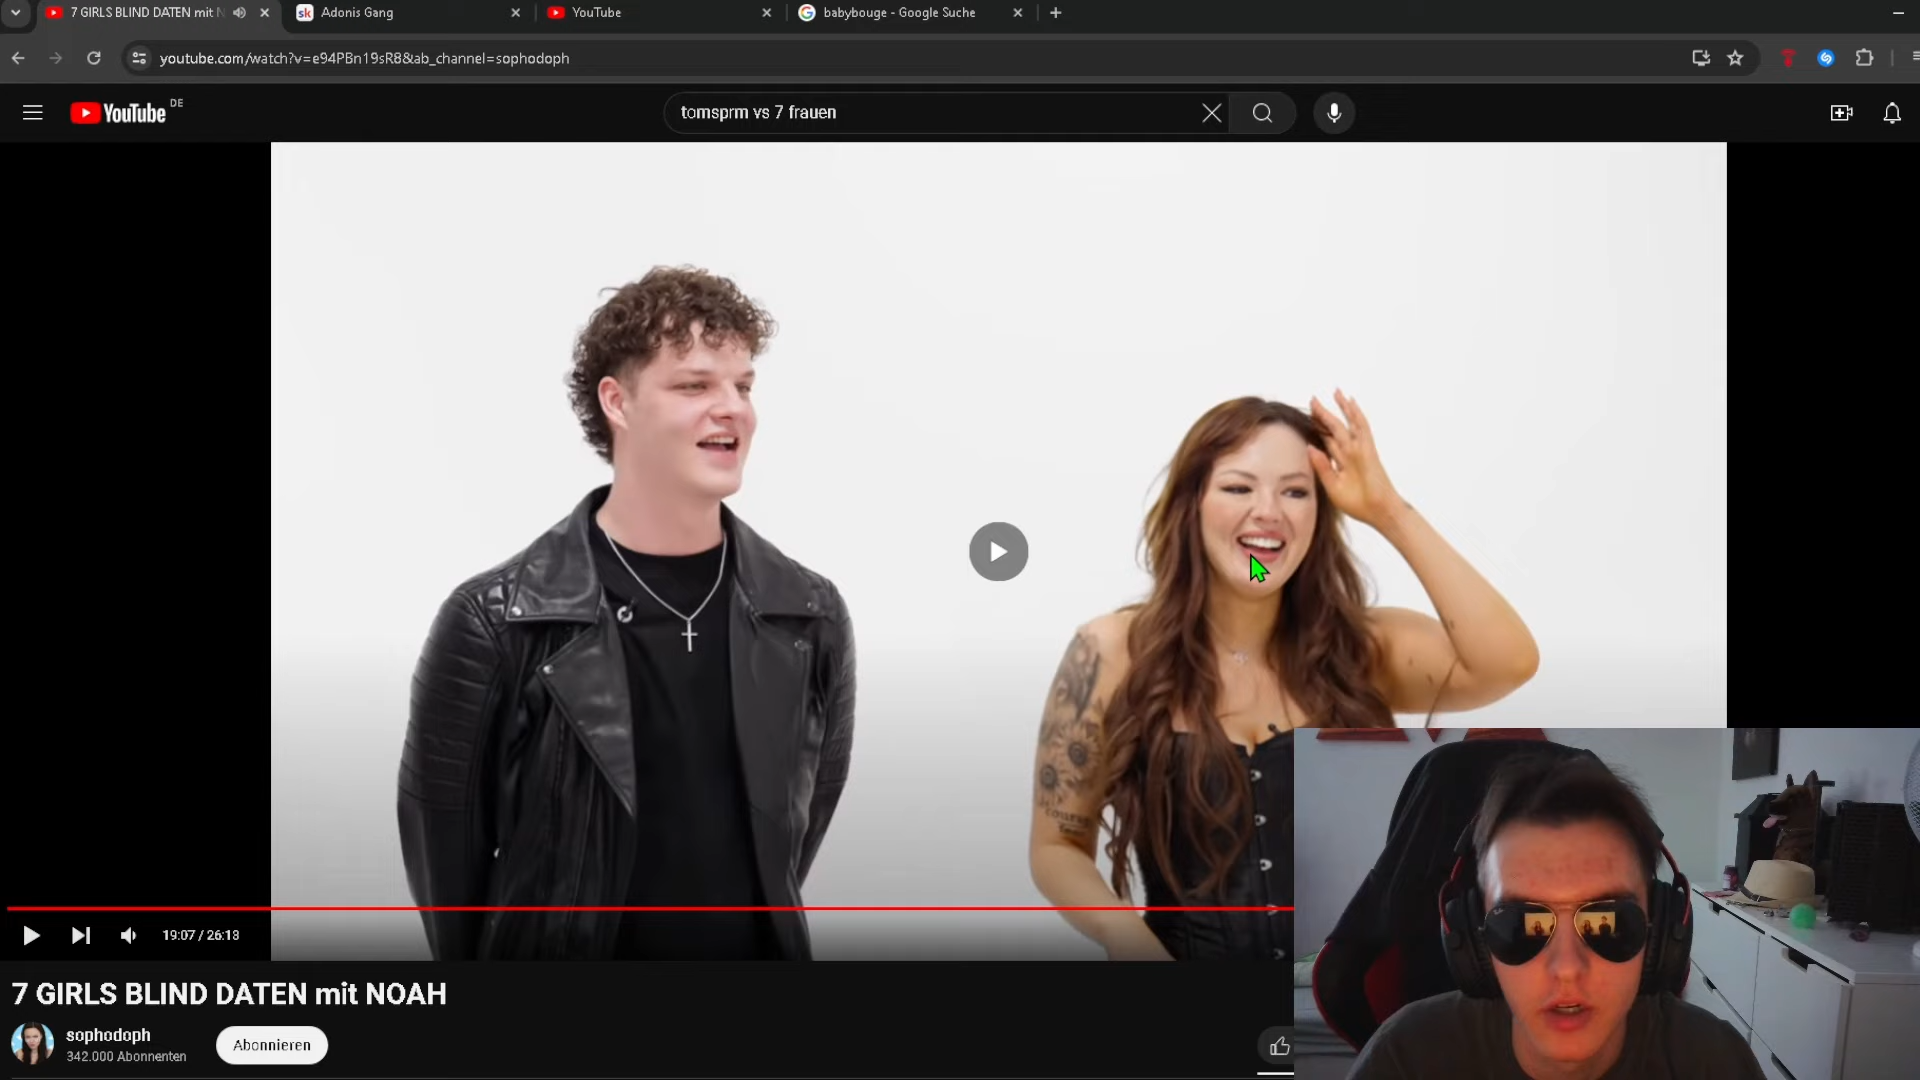 7 GIRLS BLIND DATEN mit N
Adonis Gang
YouTube
babybouge - Google Suche
youtube.com/watch?v=e94PBn19sR8&ab_channel=sophodoph
YouTube DE
tomsprm vs 7 frauen
19:07 / 26:13
7 GIRLS BLIND DATEN mit NOAH
sophodoph
342.000 Abonnenten
Abonnieren